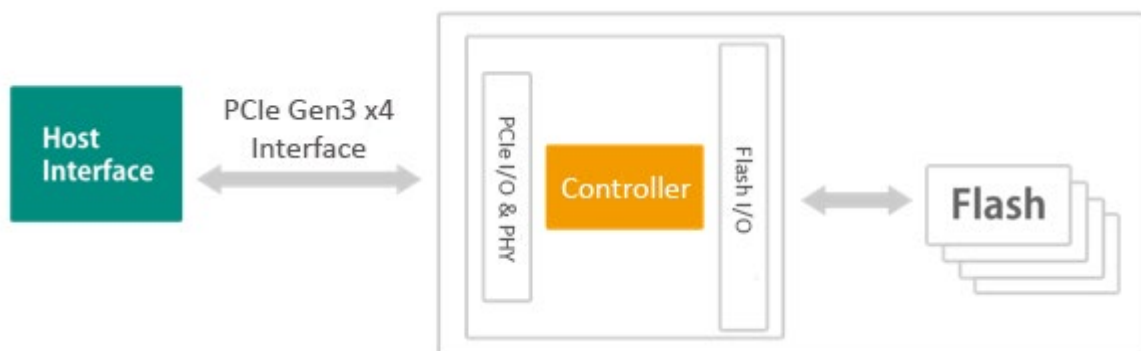 Host
Interface
PCIe Gen3 x4
Interface
PCIe I/O & PHY
Controller
Flash I/O
Flash